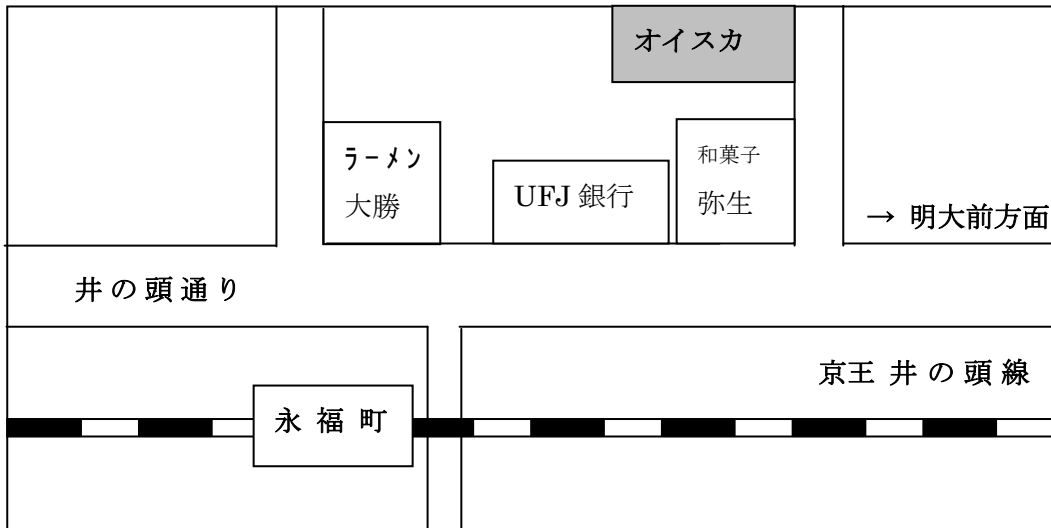 オイスカ
ラーメン
大勝
UFJ 銀行
和菓子
弥生
→ 明大前方面
井の頭通り
京王 井の頭線
永福町